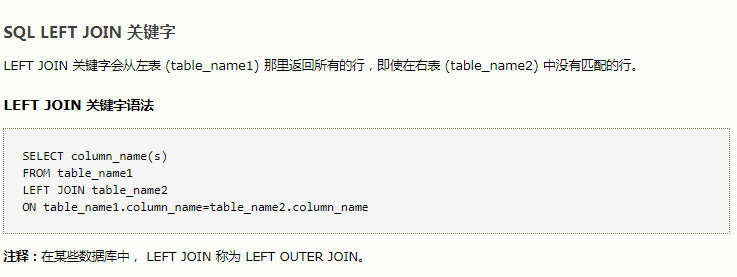 SQL LEFT JOIN 关键字
LEFT JOIN 关键字会从左表 (table_name1) 那里返回所有的行，即使在右表 (table_name2) 中没有匹配的行。
LEFT JOIN 关键字语法
SELECT column_name(s)
FROM table_name1
LEFT JOIN table_name2
ON table_name1.column_name=table_name2.column_name
注释：在某些数据库中， LEFT JOIN 称为 LEFT OUTER JOIN。